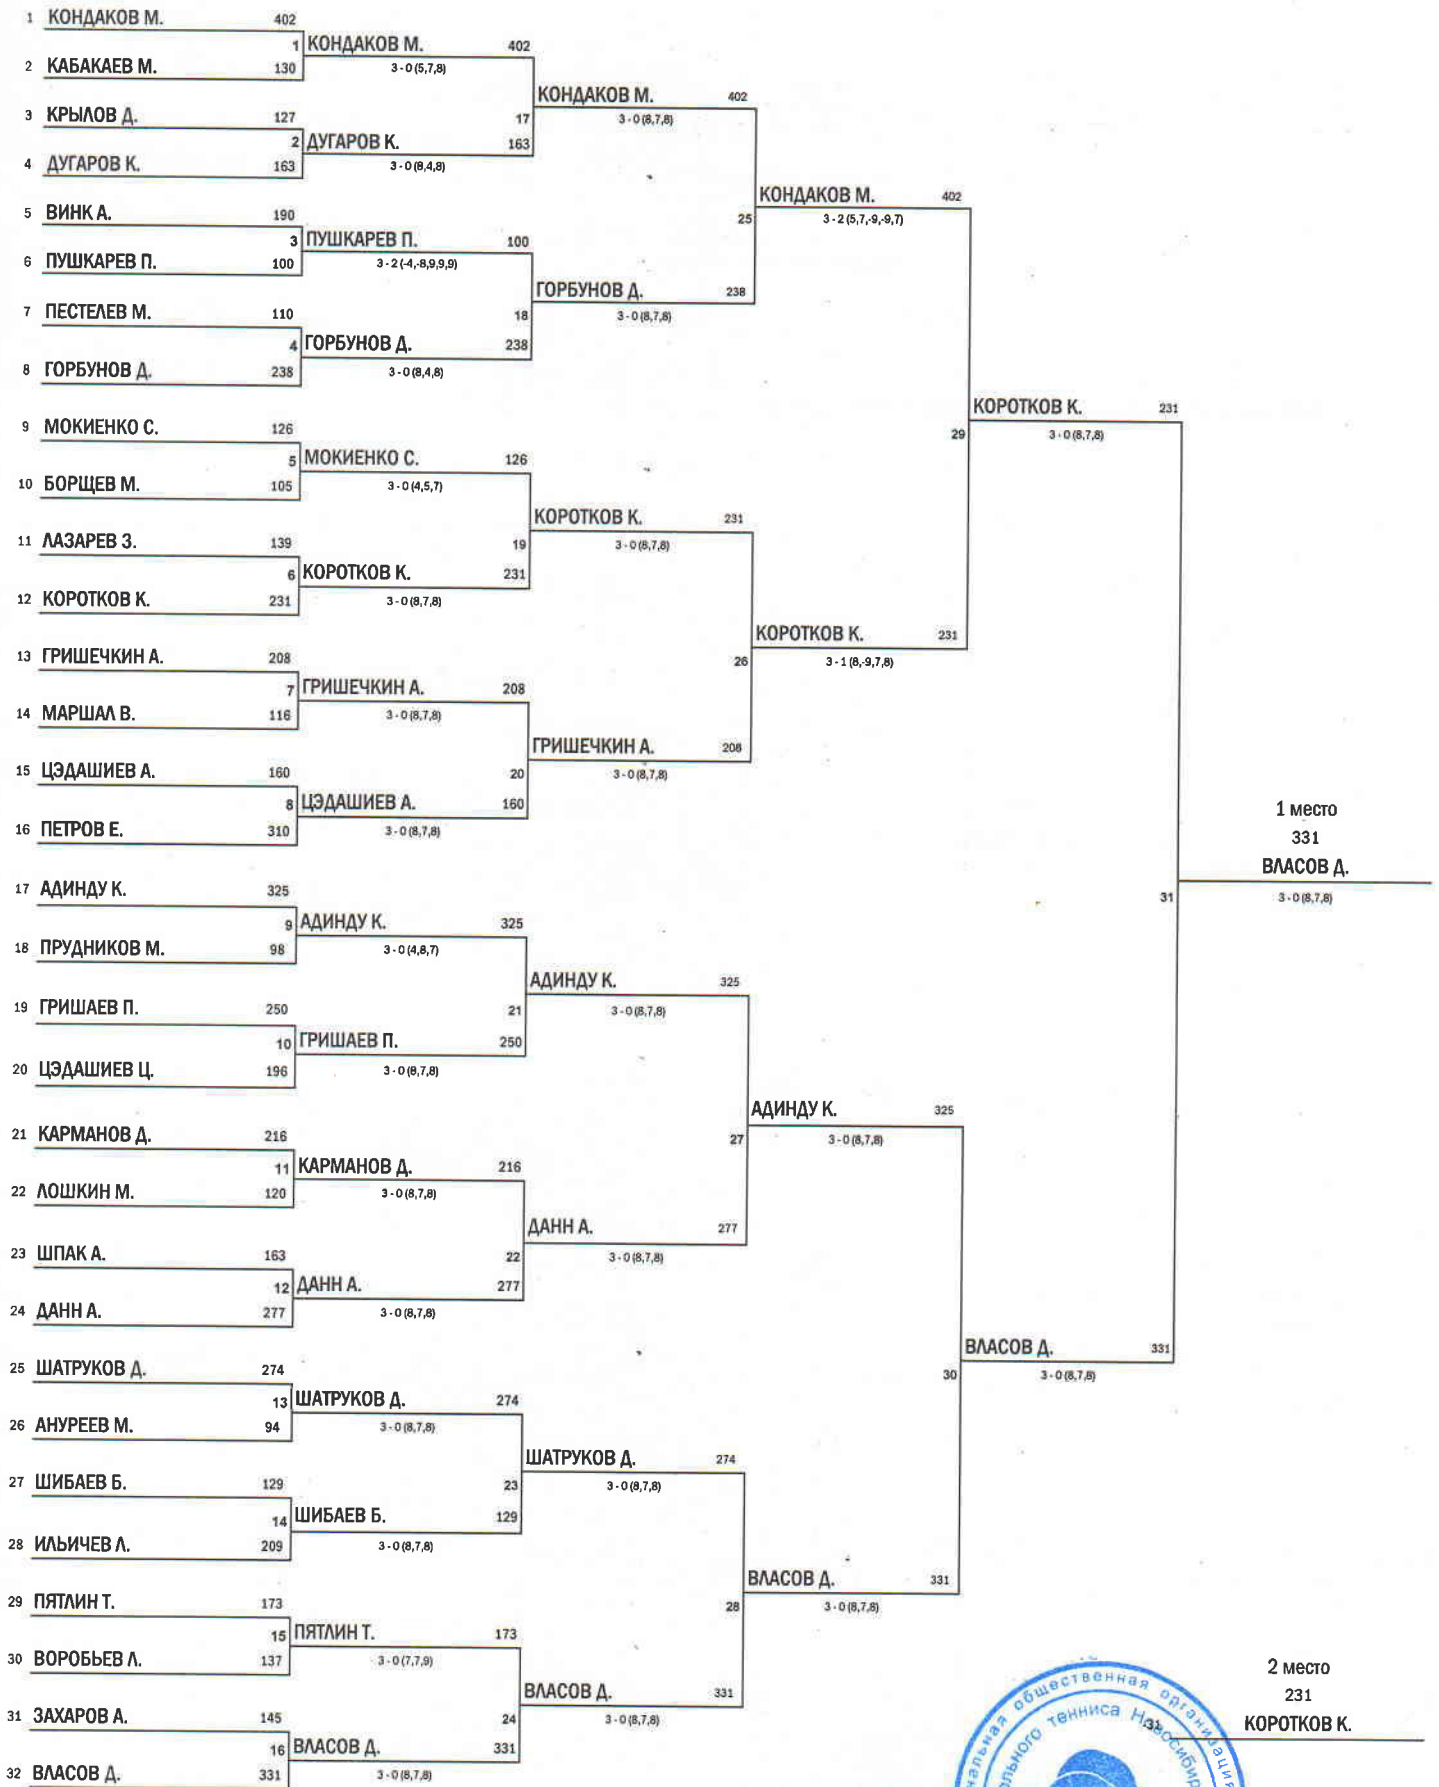 1 КОНДАКОВ М. 402
1 КОНДАКОВ М. 402
2 КАБАКАЕВ М. 130
3 - 0 (5,7,8)
КОНДАКОВ М. 402
3 КРЫЛОВ Д. 127
17
3 - 0 (8,7,8)
2 ДУГАРОВ К. 163
4 ДУГАРОВ К. 163
3 - 0 (8,4,8)
КОНДАКОВ М. 402
5 ВИНК А. 190
25
3 - 2 (5,7,-9,-9,7)
3 ПУШКАРЕВ П. 100
6 ПУШКАРЕВ П. 100
3 - 2 (-4,-8,9,9,9)
ГОРБУНОВ Д. 238
7 ПЕСТЕЛЕВ М. 110
18
3 - 0 (8,7,8)
4 ГОРБУНОВ Д. 238
8 ГОРБУНОВ Д. 238
3 - 0 (8,4,8)
КОРОТКОВ К. 231
9 МОКИЕНКО С. 126
29
3 - 0 (8,7,8)
5 МОКИЕНКО С. 126
10 БОРЩЕВ М. 105
3 - 0 (4,5,7)
КОРОТКОВ К. 231
11 ЛАЗАРЕВ З. 139
19
3 - 0 (8,7,8)
6 КОРОТКОВ К. 231
12 КОРОТКОВ К. 231
3 - 0 (8,7,8)
КОРОТКОВ К. 231
13 ГРИШЕЧКИН А. 208
26
3 - 1 (8,-9,7,8)
7 ГРИШЕЧКИН А. 208
14 МАРШАЛ В. 116
3 - 0 (8,7,8)
ГРИШЕЧКИН А. 208
15 ЦЭДАШИЕВ А. 160
20
3 - 0 (8,7,8)
8 ЦЭДАШИЕВ А. 160
16 ПЕТРОВ Е. 310
3 - 0 (8,7,8)
1 место
331
ВЛАСОВ Д.
17 АДИНДУ К. 325
31
3 - 0 (8,7,8)
9 АДИНДУ К. 325
18 ПРУДНИКОВ М. 98
3 - 0 (4,8,7)
АДИНДУ К. 325
19 ГРИШАЕВ П. 250
21
3 - 0 (8,7,8)
10 ГРИШАЕВ П. 250
20 ЦЭДАШИЕВ Ц. 196
3 - 0 (8,7,8)
АДИНДУ К. 325
21 КАРМАНОВ Д. 216
27
3 - 0 (8,7,8)
11 КАРМАНОВ Д. 216
22 ЛОШКИН М. 120
3 - 0 (8,7,8)
ДАНН А. 277
23 ШПАК А. 163
22
3 - 0 (8,7,8)
12 ДАНН А. 277
24 ДАНН А. 277
3 - 0 (8,7,8)
ВЛАСОВ Д. 331
25 ШАТРУКОВ Д. 274
30
3 - 0 (8,7,8)
13 ШАТРУКОВ Д. 274
26 АНУРЕЕВ М. 94
3 - 0 (8,7,8)
ШАТРУКОВ Д. 274
27 ШИБАЕВ Б. 129
23
3 - 0 (8,7,8)
14 ШИБАЕВ Б. 129
28 ИЛЬИЧЕВ Л. 209
3 - 0 (8,7,8)
ВЛАСОВ Д. 331
29 ПЯТЛИН Т. 173
28
3 - 0 (8,7,8)
15 ПЯТЛИН Т. 173
30 ВОРОБЬЕВ Л. 137
3 - 0 (7,7,9)
ВЛАСОВ Д. 331
31 ЗАХАРОВ А. 145
24
3 - 0 (8,7,8)
16 ВЛАСОВ Д. 331
32 ВЛАСОВ Д. 331
3 - 0 (8,7,8)
2 место
231
31
КОРОТКОВ К.
общественная
тенниса